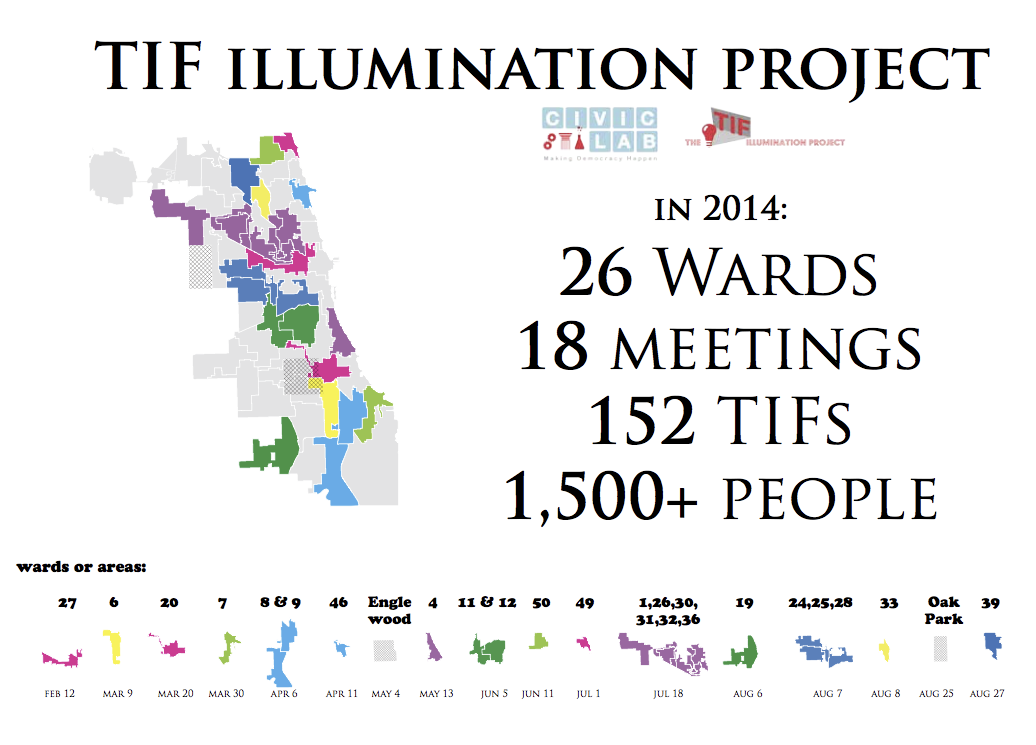 TIF ILLUMINATION PROJECT
CIVIC
LAB
Making Democracy Happen
THE TIF ILLUMINATION PROJECT
IN 2014:
26 WARDS
18 MEETINGS
152 TIFS
1,500+ PEOPLE
wards or areas:
27 6 20 7 8 & 9 46 Engle wood 4 11 & 12 50 49 1,26,30, 31,32,36 19 24,25,28 33 Oak Park 39
FEB 12 MAR 9 MAR 20 MAR 30 APR 6 APR 11 MAY 4 MAY 13 JUN 5 JUN 11 JUL 1 JUL 18 AUG 6 AUG 7 AUG 8 AUG 25 AUG 27